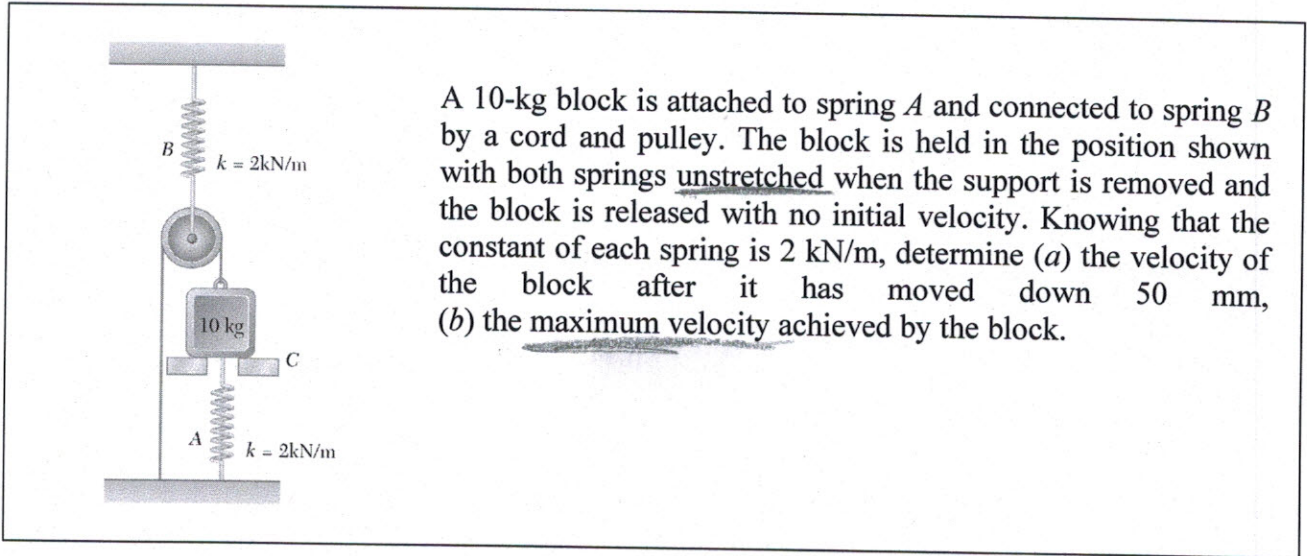 A 10-kg block is attached to spring A and connected to spring B
by a cord and pulley. The block is held in the position shown
with both springs unstretched when the support is removed and
the block is released with no initial velocity. Knowing that the
constant of each spring is 2 kN/m, determine (a) the velocity of
the block after it has moved down 50 mm,
(b) the maximum velocity achieved by the block.
B
k = 2kN/m
10 kg
C
A
k = 2kN/m